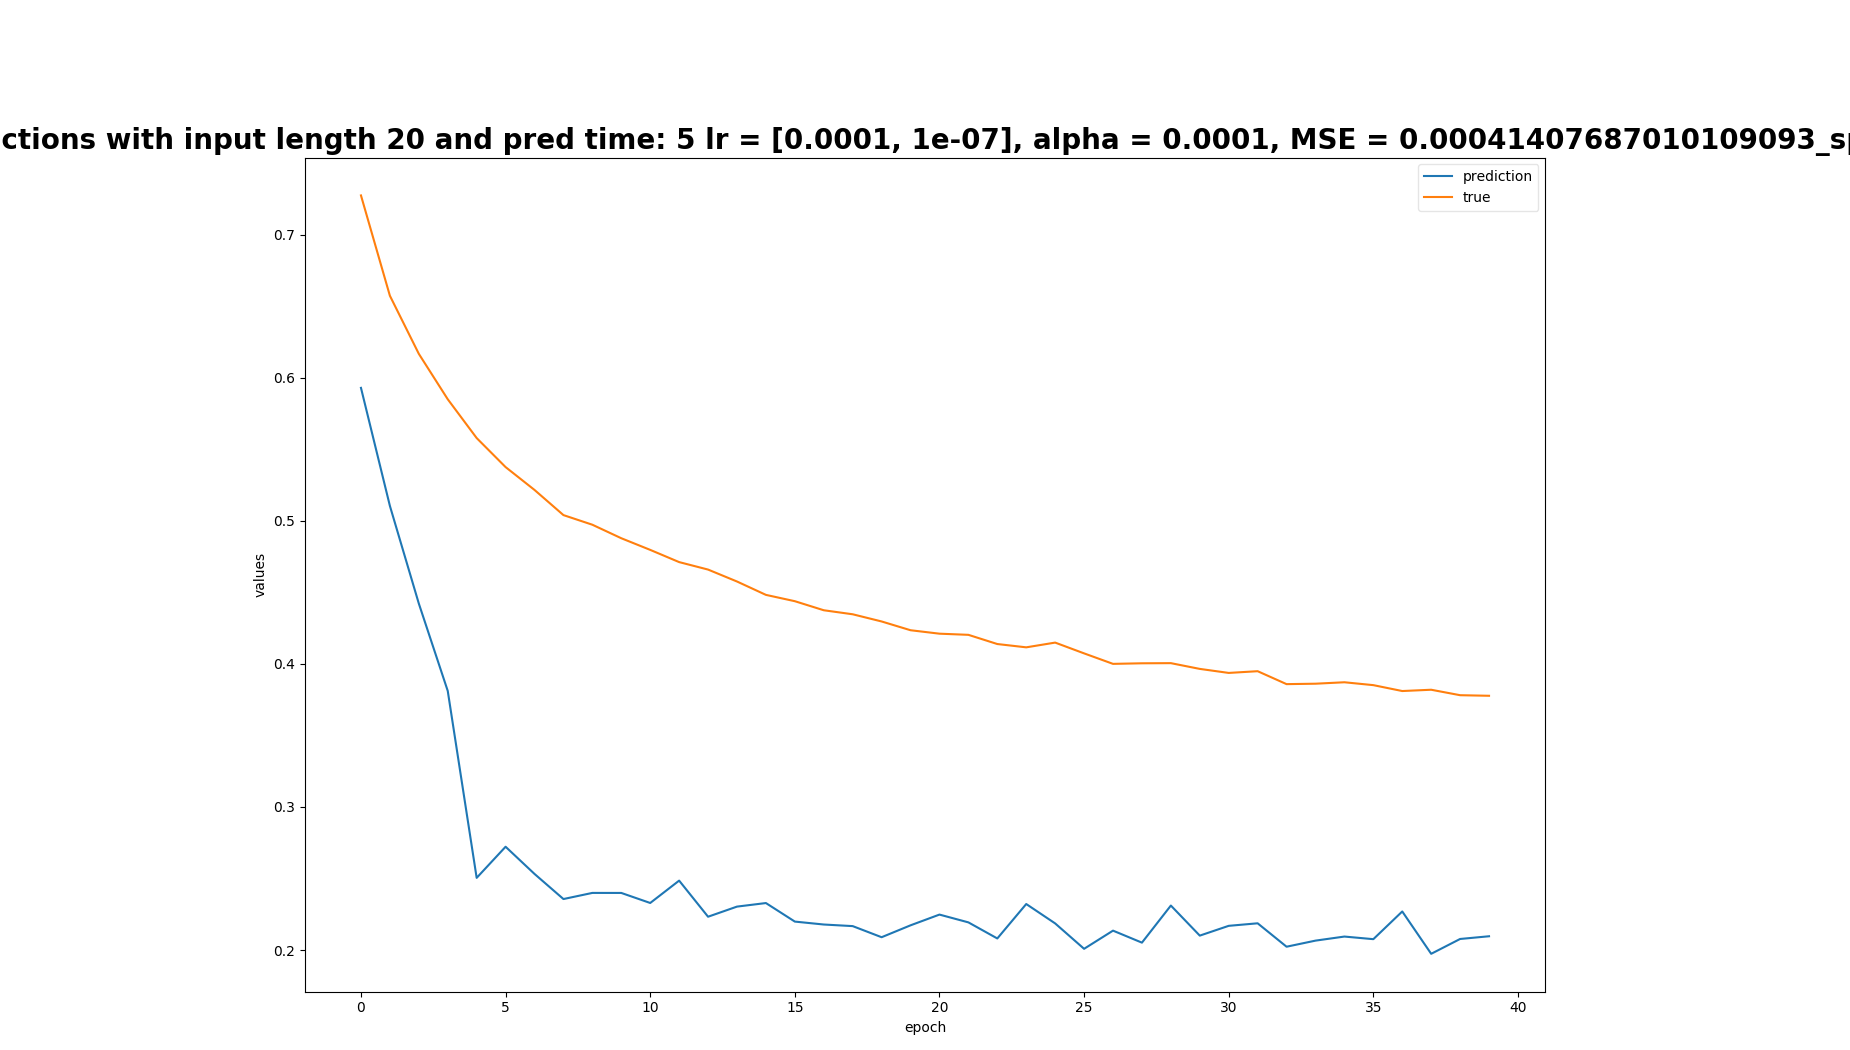 ctions with input length 20 and pred time: 5 lr = [0.0001, 1e-07], alpha = 0.0001, MSE = 0.00041407687010109093_sp
prediction
true
0.7
0.6
0.5
0.4
0.3
0.2
values
0 5 10 15 20 25 30 35 40
epoch